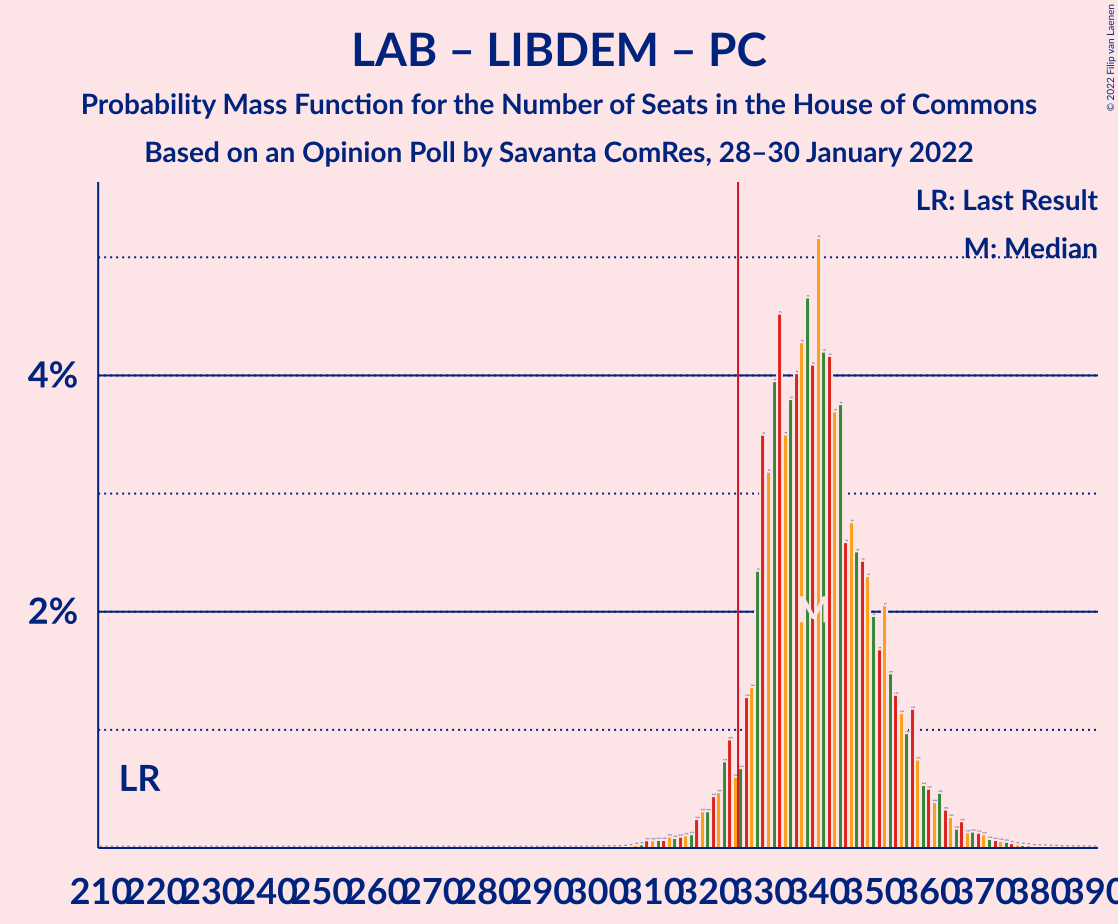 LAB – LIBDEM – PC
Probability Mass Function for the Number of Seats in the House of Commons
Based on an Opinion Poll by Savanta ComRes, 28–30 January 2022
© 2022 Filip van Laenen
LR: Last Result
M: Median
4%
2%
M
LR
210 220 230 240 250 260 270 280 290 300 310 320 330 340 350 360 370 380 390